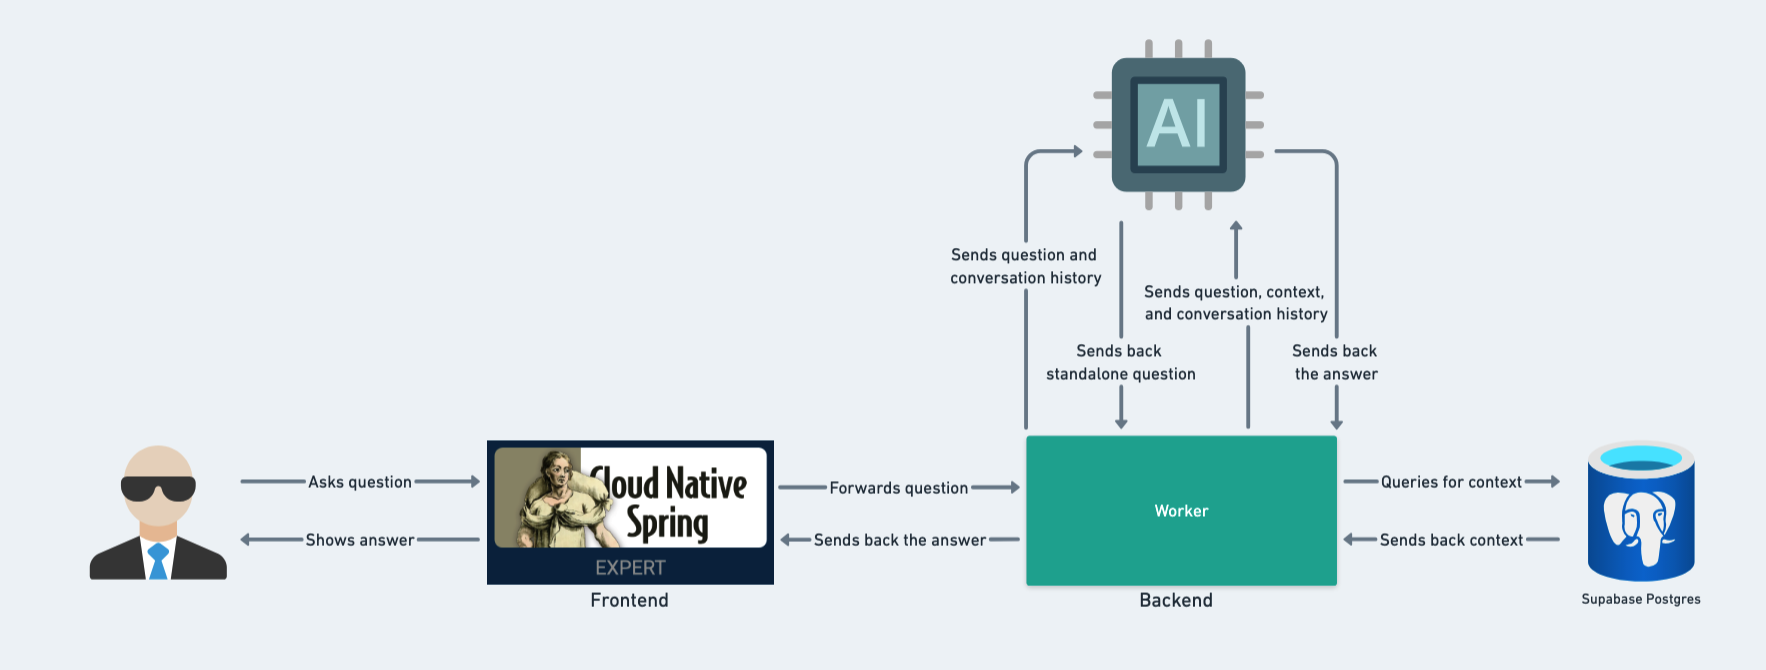 AI
Sends question and
conversation history
Sends question, context,
and conversation history
Sends back
standalone question
Sends back
the answer
Asks question
Shows answer
Cloud Native
Spring
EXPERT
Frontend
Forwards question
Sends back the answer
Worker
Backend
Queries for context
Sends back context
Supabase Postgres